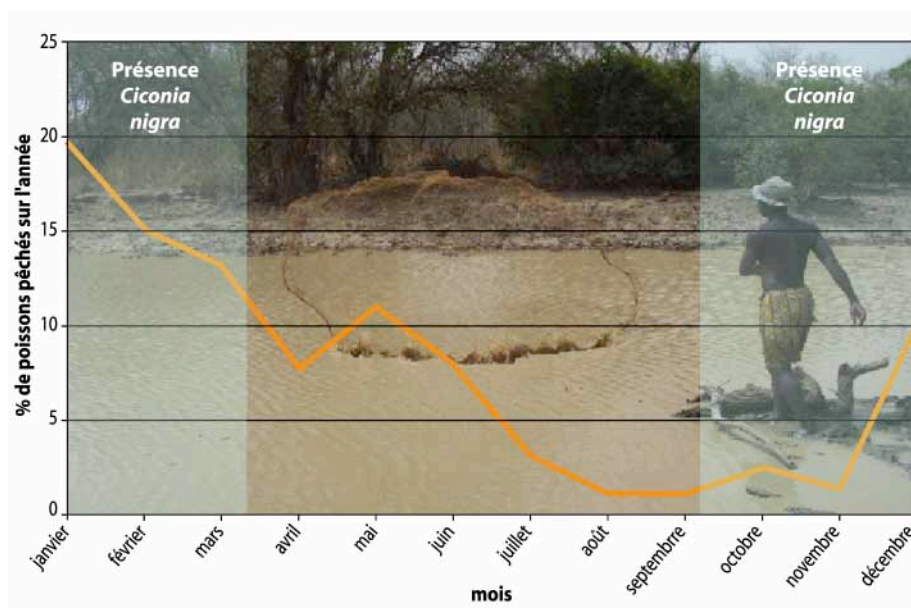 25
20
15
10
5
0
% de poissons pêchés sur l'année
Présence
Ciconia
nigra
Présence
Ciconia
nigra
janvier
février
mars
avril
mai
juin
juillet
août
septembre
octobre
novembre
décembre
mois